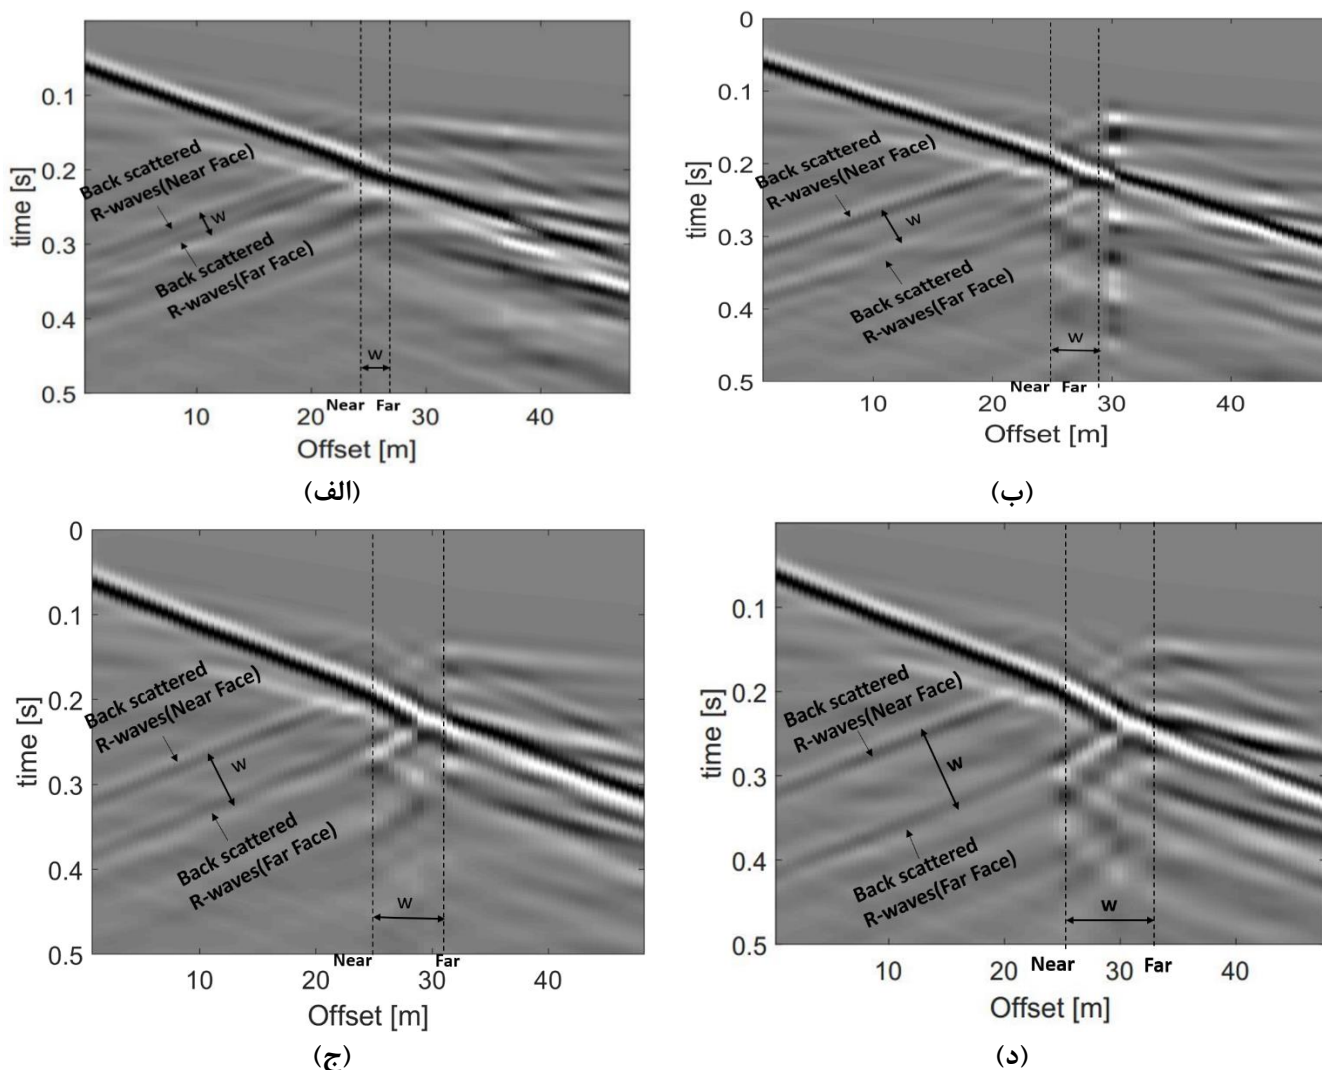 0.1
0.2
0.3
0.4
0.5
time [s]
Back scattered
R-waves(Near Face)
w
Back scattered
R-waves(Far Face)
w
Near Far
10 20 30 40
Offset [m]
(الف)
0
0.1
0.2
0.3
0.4
0.5
time [s]
Back scattered
R-waves(Near Face)
w
Back scattered
R-waves(Far Face)
w
Near Far
10 20 30 40
Offset [m]
(ب)
0
0.1
0.2
0.3
0.4
0.5
time [s]
Back scattered
R-waves(Near Face)
w
Back scattered
R-waves(Far Face)
w
Near Far
10 20 30 40
Offset [m]
(ج)
0.1
0.2
0.3
0.4
0.5
time [s]
Back scattered
R-waves(Near Face)
w
Back scattered
R-waves(Far Face)
w
Near Far
10 20 30 40
Offset [m]
(د)